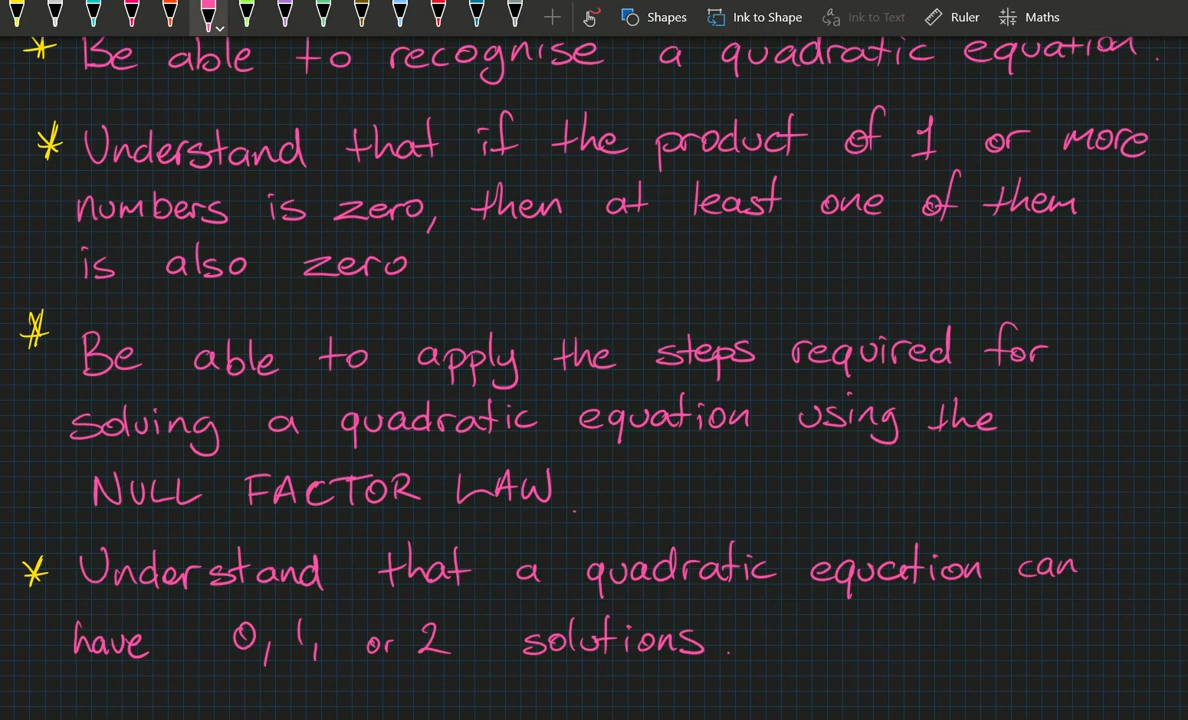 Shapes Ink to Shape Ink to Text Ruler Maths
* Be able to recognise a quadratic equation.
* Understand that if the product of 1 or more
numbers is zero, then at least one of them
is also zero
* Be able to apply the steps required for
solving a quadratic equation using the
NULL FACTOR LAW.
* Understand that a quadratic equation can
have 0, 1, or 2 solutions.